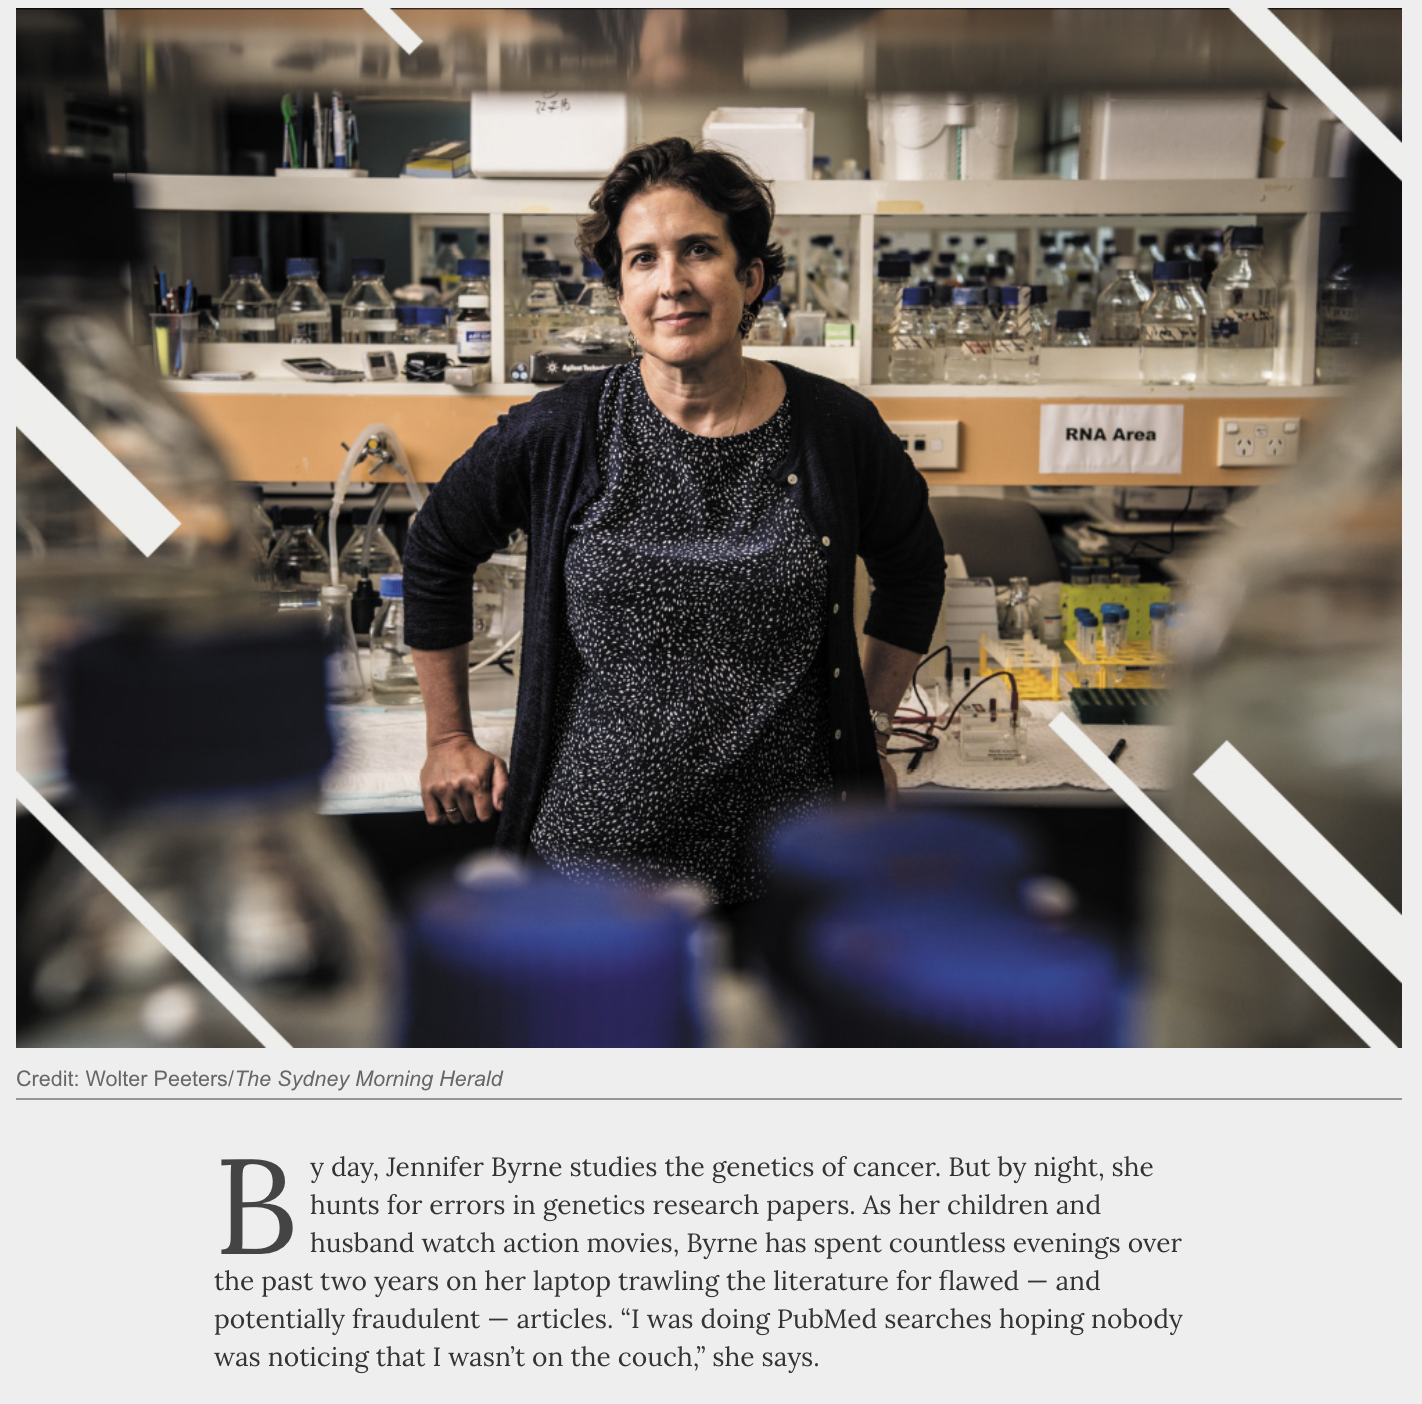 22-7-16
RNA Area
Credit: Wolter Peeters/The Sydney Morning Herald
By day, Jennifer Byrne studies the genetics of cancer. But by night, she
hunts for errors in genetics research papers. As her children and
husband watch action movies, Byrne has spent countless evenings over
the past two years on her laptop trawling the literature for flawed — and
potentially fraudulent — articles. “I was doing PubMed searches hoping nobody
was noticing that I wasn’t on the couch,” she says.